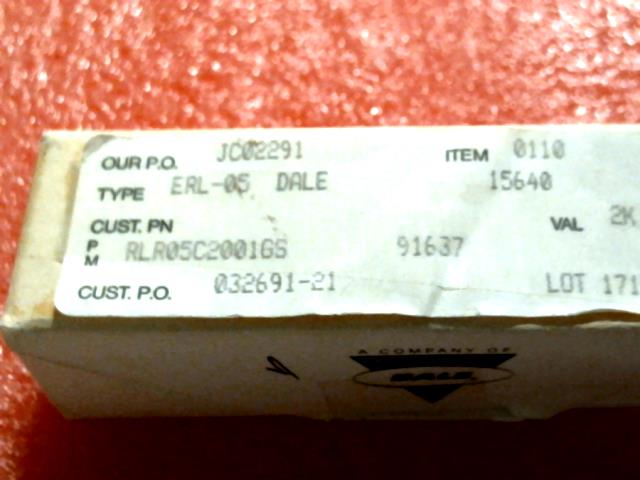 OUR P.O. JC02291 ITEM 0110
TYPE ERL-05 DALE 15640
CUST. PN VAL 2K
PM RLR05C2001GS 91637
CUST. P.O. 032691-21 LOT 171
A COMPANY OF
DALE